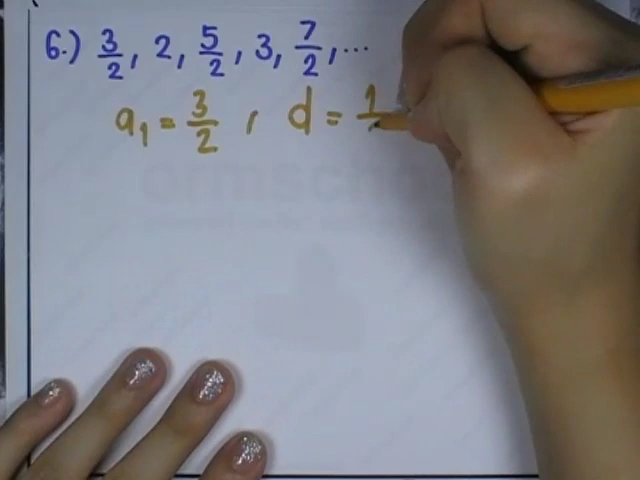 6.) 3/2, 2, 5/2, 3, 7/2, ...
a₁ = 3/2 , d = 1/